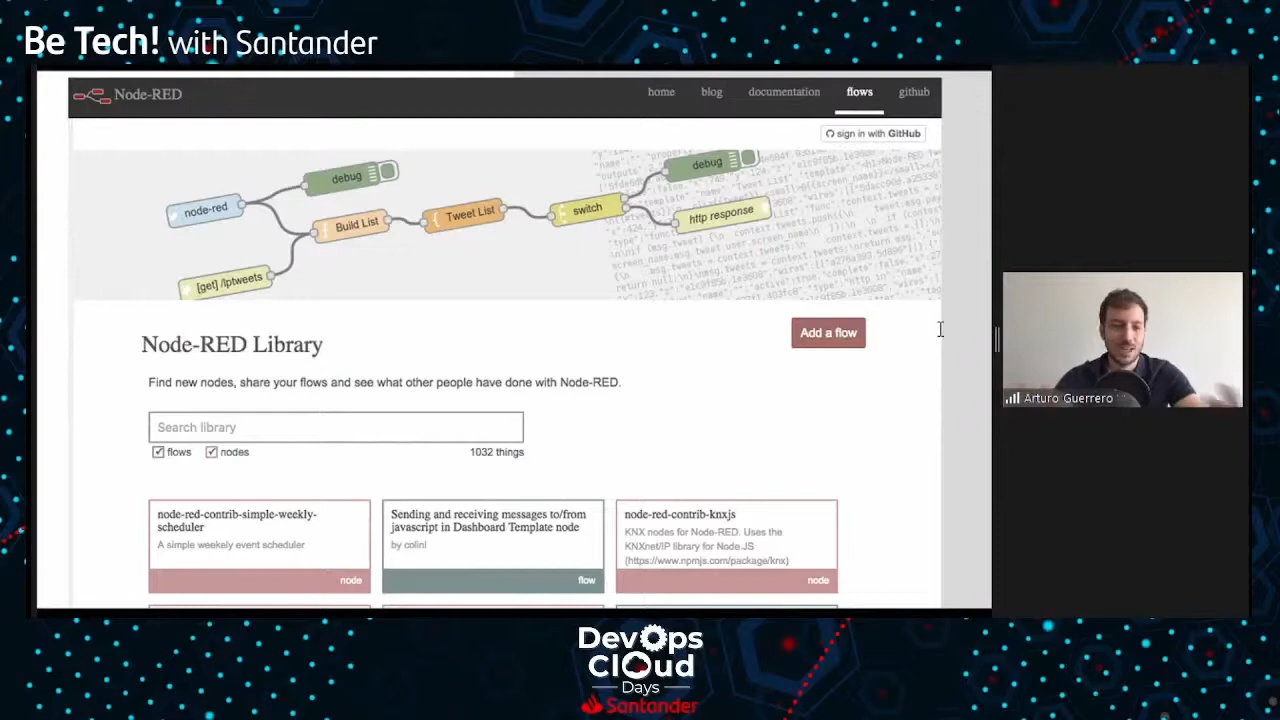 Be Tech! with Santander
Node-RED
home blog documentation flows github
sign in with GitHub
debug
debug
node-red
Build List
Tweet List
switch
http response
[get] /lptweets
Node-RED Library
Add a flow
Find new nodes, share your flows and see what other people have done with Node-RED.
Search library
flows nodes 1032 things
node-red-contrib-simple-weekly-
scheduler
A simple weekely event scheduler
node
Sending and receiving messages to/from
javascript in Dashboard Template node
by colinl
flow
node-red-contrib-knxjs
KNX nodes for Node-RED. Uses the
KNXnet/IP library for Node.JS
(https://www.npmjs.com/package/knx)
node
Arturo Guerrero
DevOps
Cloud
Days
Santander